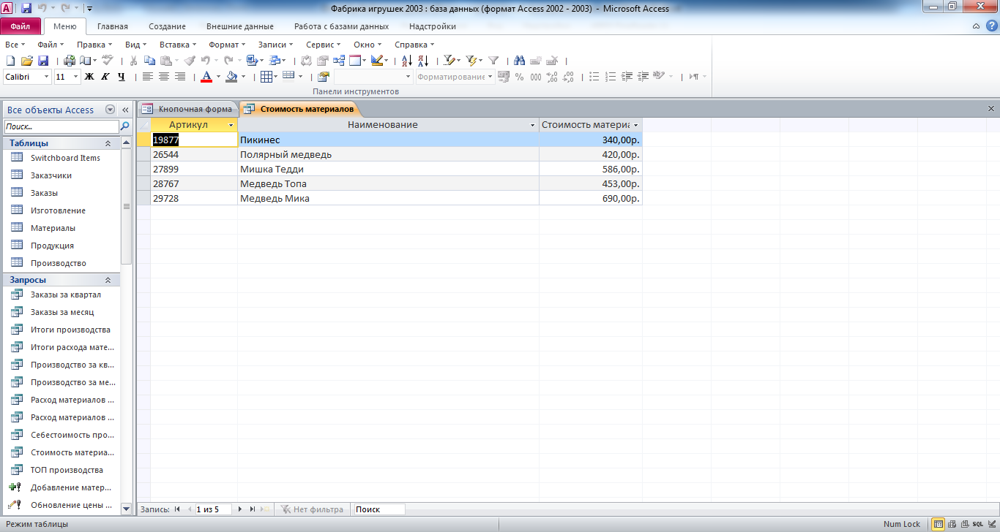 Фабрика игрушек 2003 : база данных (формат Access 2002 - 2003) - Microsoft Access
Файл Меню Главная Создание Внешние данные Работа с базами данных Надстройки
Все Файл Правка Вид Вставка Формат Записи Сервис Окно Справка
Calibri 11 Ж К Ч А Форматирование % 000
Панели инструментов
Все объекты Access
Поиск...
Таблицы
Switchboard Items
Заказчики
Заказы
Изготовление
Материалы
Продукция
Производство
Запросы
Заказы за квартал
Заказы за месяц
Итоги производства
Итоги расхода мате...
Производство за кв...
Производство за ме...
Расход материалов ...
Расход материалов ...
Себестоимость про...
Стоимость материа...
ТОП производства
Добавление матер...
Обновление цены ...
Кнопочная форма Стоимость материалов
Артикул Наименование Стоимость материа
19877 Пикинес 340,00р.
26544 Полярный медведь 420,00р.
27899 Мишка Тедди 586,00р.
28767 Медведь Топа 453,00р.
29728 Медведь Мика 690,00р.
Запись: 1 из 5 Нет фильтра Поиск
Режим таблицы Num Lock SQL